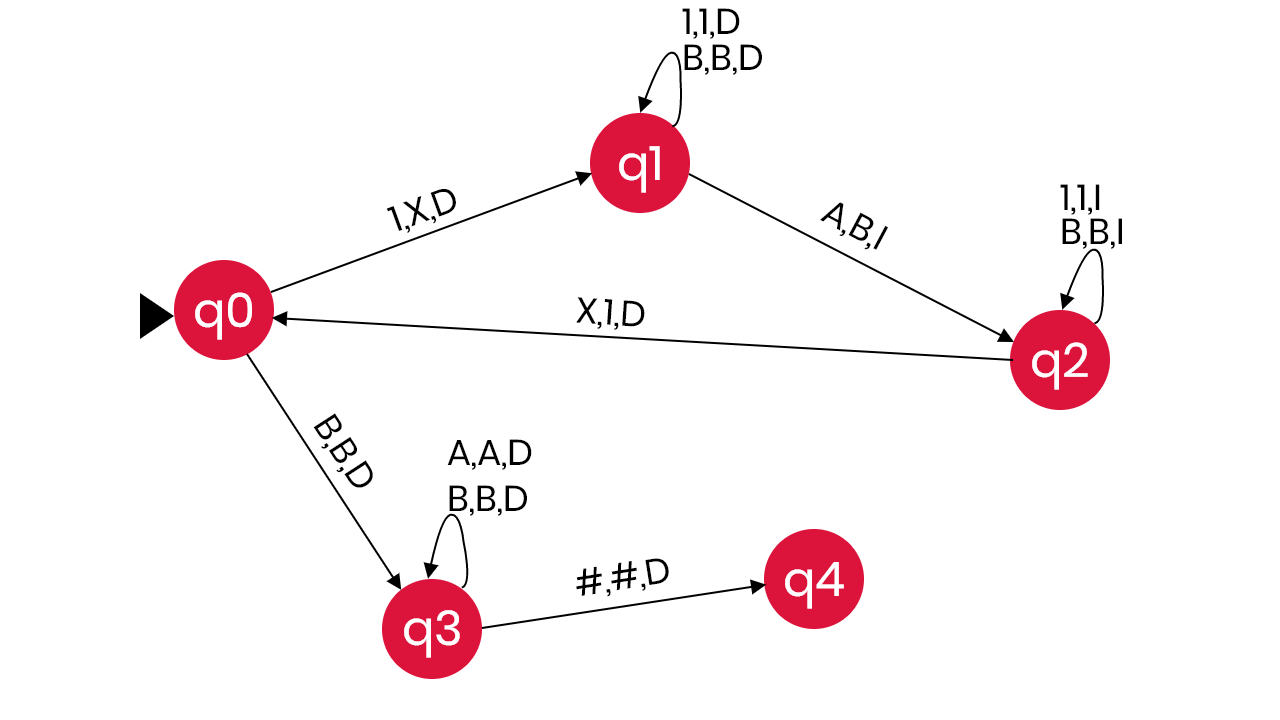 1,1,D
B,B,D
q1
1,X,D
A,B,I
1,1,I
B,B,I
q0
X,1,D
q2
B,B,D
A,A,D
B,B,D
#,#,D
q4
q3